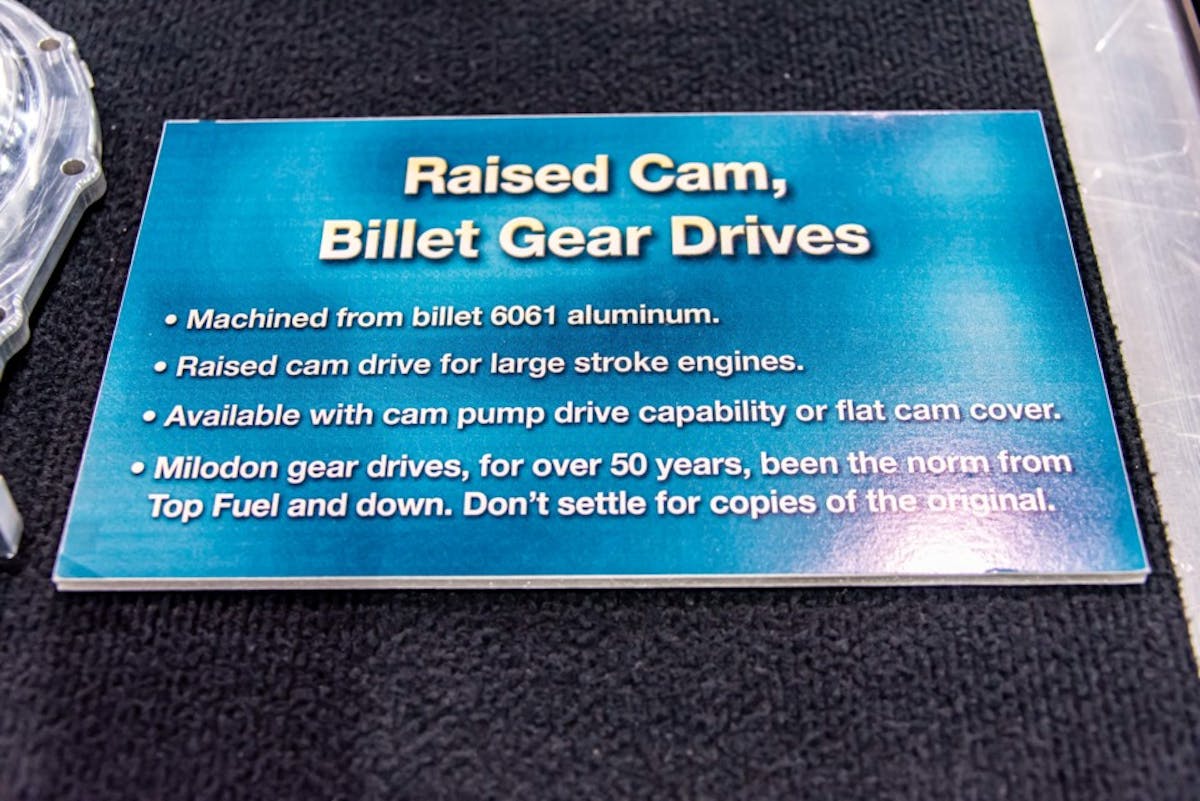 Raised Cam,
Billet Gear Drives
• Machined from billet 6061 aluminum.
• Raised cam drive for large stroke engines.
• Available with cam pump drive capability or flat cam cover.
• Milodon gear drives, for over 50 years, been the norm from
Top Fuel and down. Don’t settle for copies of the original.